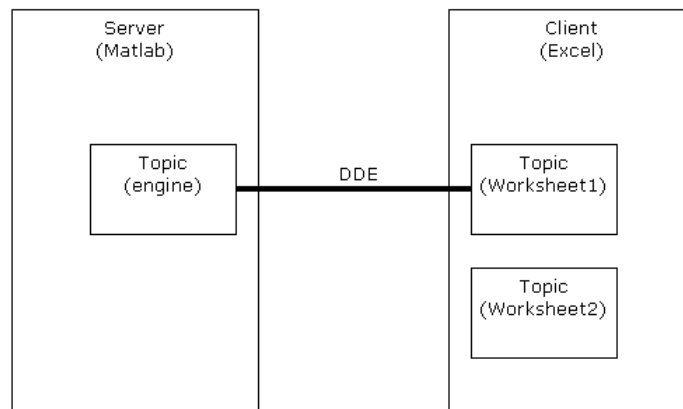 Server
(Matlab)
Client
(Excel)
Topic
(engine)
DDE
Topic
(Worksheet1)
Topic
(Worksheet2)